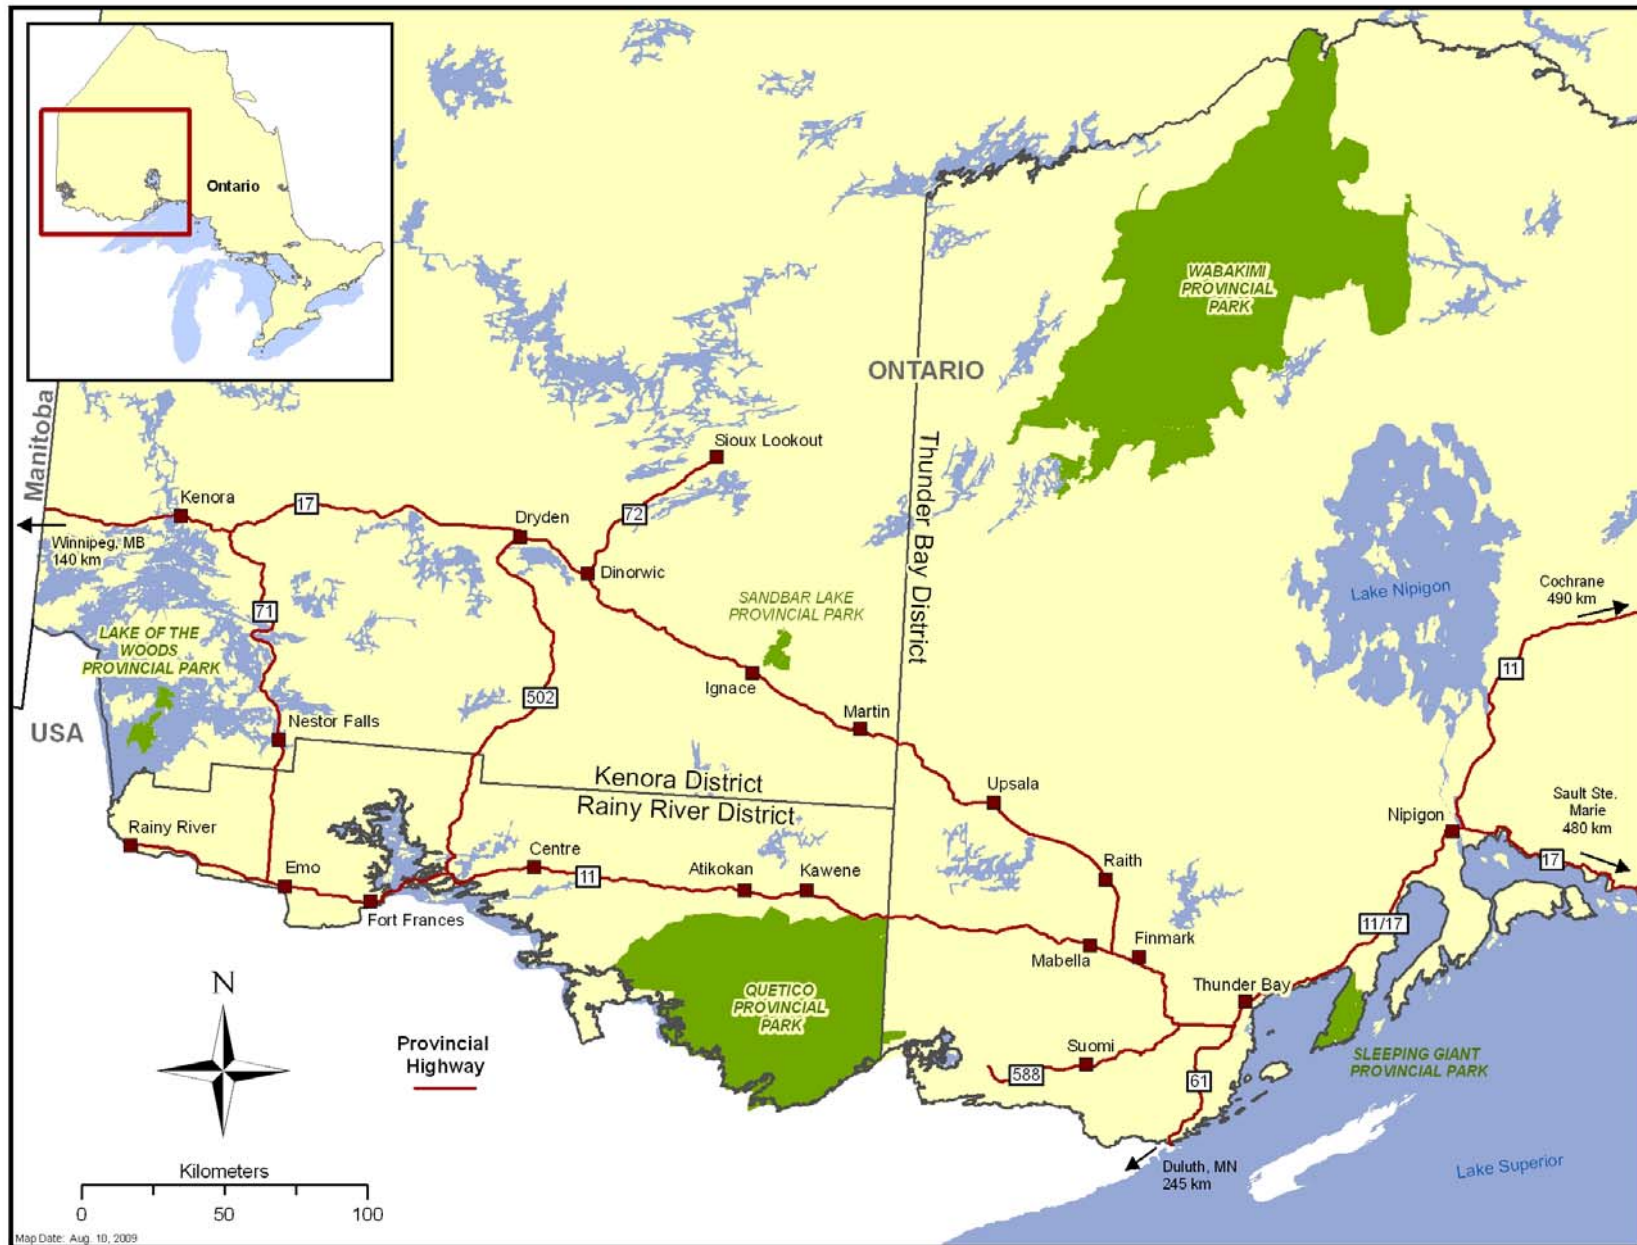 Ontario
WABAKIMI
PROVINCIAL
PARK
ONTARIO
Manitoba
Sioux Lookout
Thunder Bay District
Kenora
17
Dryden
72
Winnipeg, MB
140 km
Dinorwic
Lake Nipigon
Cochrane
490 km
71
SANDBAR LAKE
PROVINCIAL PARK
LAKE OF THE
WOODS
PROVINCIAL PARK
11
502
Ignace
Martin
Nestor Falls
USA
Kenora District
Rainy River District
Upsala
Sault Ste.
Marie
480 km
Nipigon
Rainy River
Centre
Emo
11
Atikokan
Kawene
Raith
17
Fort Frances
11/17
Finmark
Mabella
Thunder Bay
QUETICO
PROVINCIAL
PARK
N
Provincial
Highway
Suomi
588
61
SLEEPING GIANT
PROVINCIAL PARK
Duluth, MN
245 km
Lake Superior
Kilometers
0 50 100
Map Date: Aug. 10, 2009